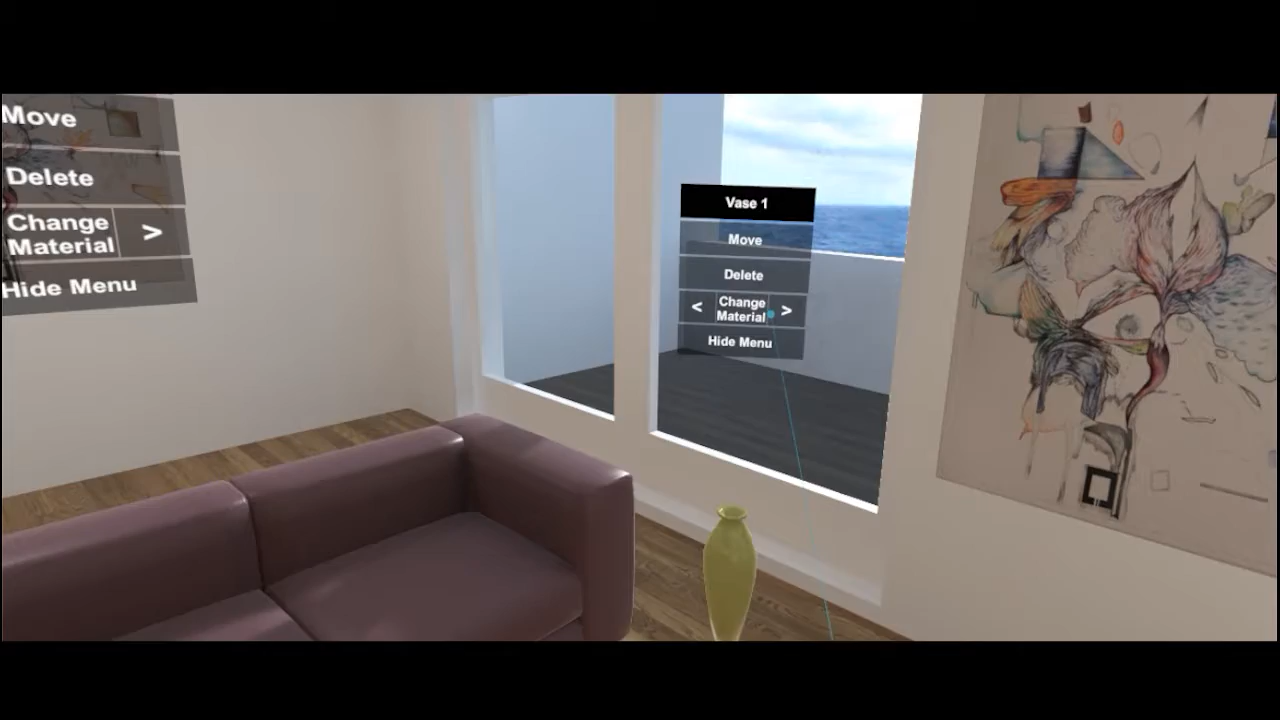 Move
Delete
Change
Material
>
Hide Menu
Vase 1
Move
Delete
< Change >
Material
Hide Menu